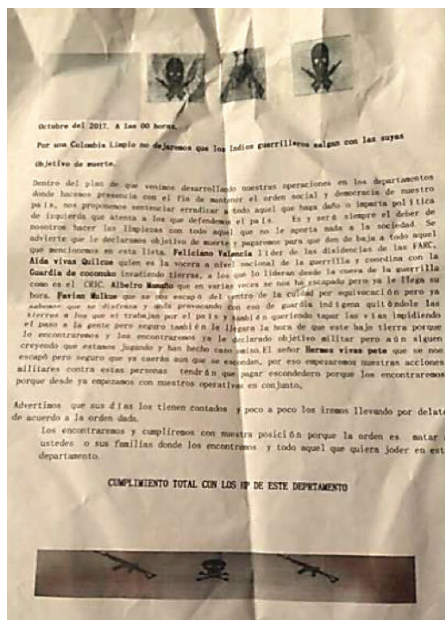 Octubre del 2017. A las 00 horas.
Por una Colombia Limpio no dejaremos que los Indios guerrilleros salgan con las suyas
Objetivo de muerte.
Dentro del plan de que venimos desarrollando nuestras operaciones en los departamentos
donde hacemos presencia con el fin de mantener el orden social y democracia de nuestro
país, nos proponemos sentenciar erradicar a todo aquel que haga daño o imparta política
de izquierda que atenta a los que defendemos el país. Es y será siempre el deber de
nosotros hacer las limpiezas con todo aquel que no le aporta nada a la sociedad. Se
advierte que le declaramos objetivo de muerte y pagaremos para que den de baja a todo aquel
que mencionemos en esta lista. Feliciano Valencia líder de las disidencias de las FARC,
Aida vivas Quilcue quien es la vocera a nivel nacional de la guerrilla y coordina con la
Guardia de coconuko invadiendo tierras, a los que lo lideran desde la cueva de la guerrilla
como es el CRIC. Albeiro Mamuño que en varias veces se nos ha escapado pero ya le llega su
hora. Favian Mulkue que se nos escapó del centro de la cuidad por equivocación pero ya
sabemos que se disfraza y anda provocando con eso de guardia indígena quitándole las
tierras a los que si trabajan por el país y también queriendo tapar las vías impidiendo
el paso a la gente pero seguro también le llegara la hora de que este bajo tierra porque
lo encontraremos y los encontraremos ya le declarado objetivo militar pero aún siguen
creyendo que estamos jugando y han hecho caso omiso.El señor Hermes vivas pete que se nos
escapó pero seguro que ya caerán aun que se escondan, por eso empezaremos nuestras acciones
militares contra estas personas tendrán que pagar escondedero porque los encontraremos
porque desde ya empezamos con nuestros operativos en conjunto.
Advertimos que sus días los tienen contados y poco a poco los iremos llevando por delate
de acuerdo a la orden dada.
Los encontraremos y cumpliremos con nuestra posición porque la orden es matar a
ustedes o sus familias donde los encontremos y todo aquel que quiera joder en este
departamento.
CUMPLIMIENTO TOTAL CON LOS HP DE ESTE DEPRTAMENTO